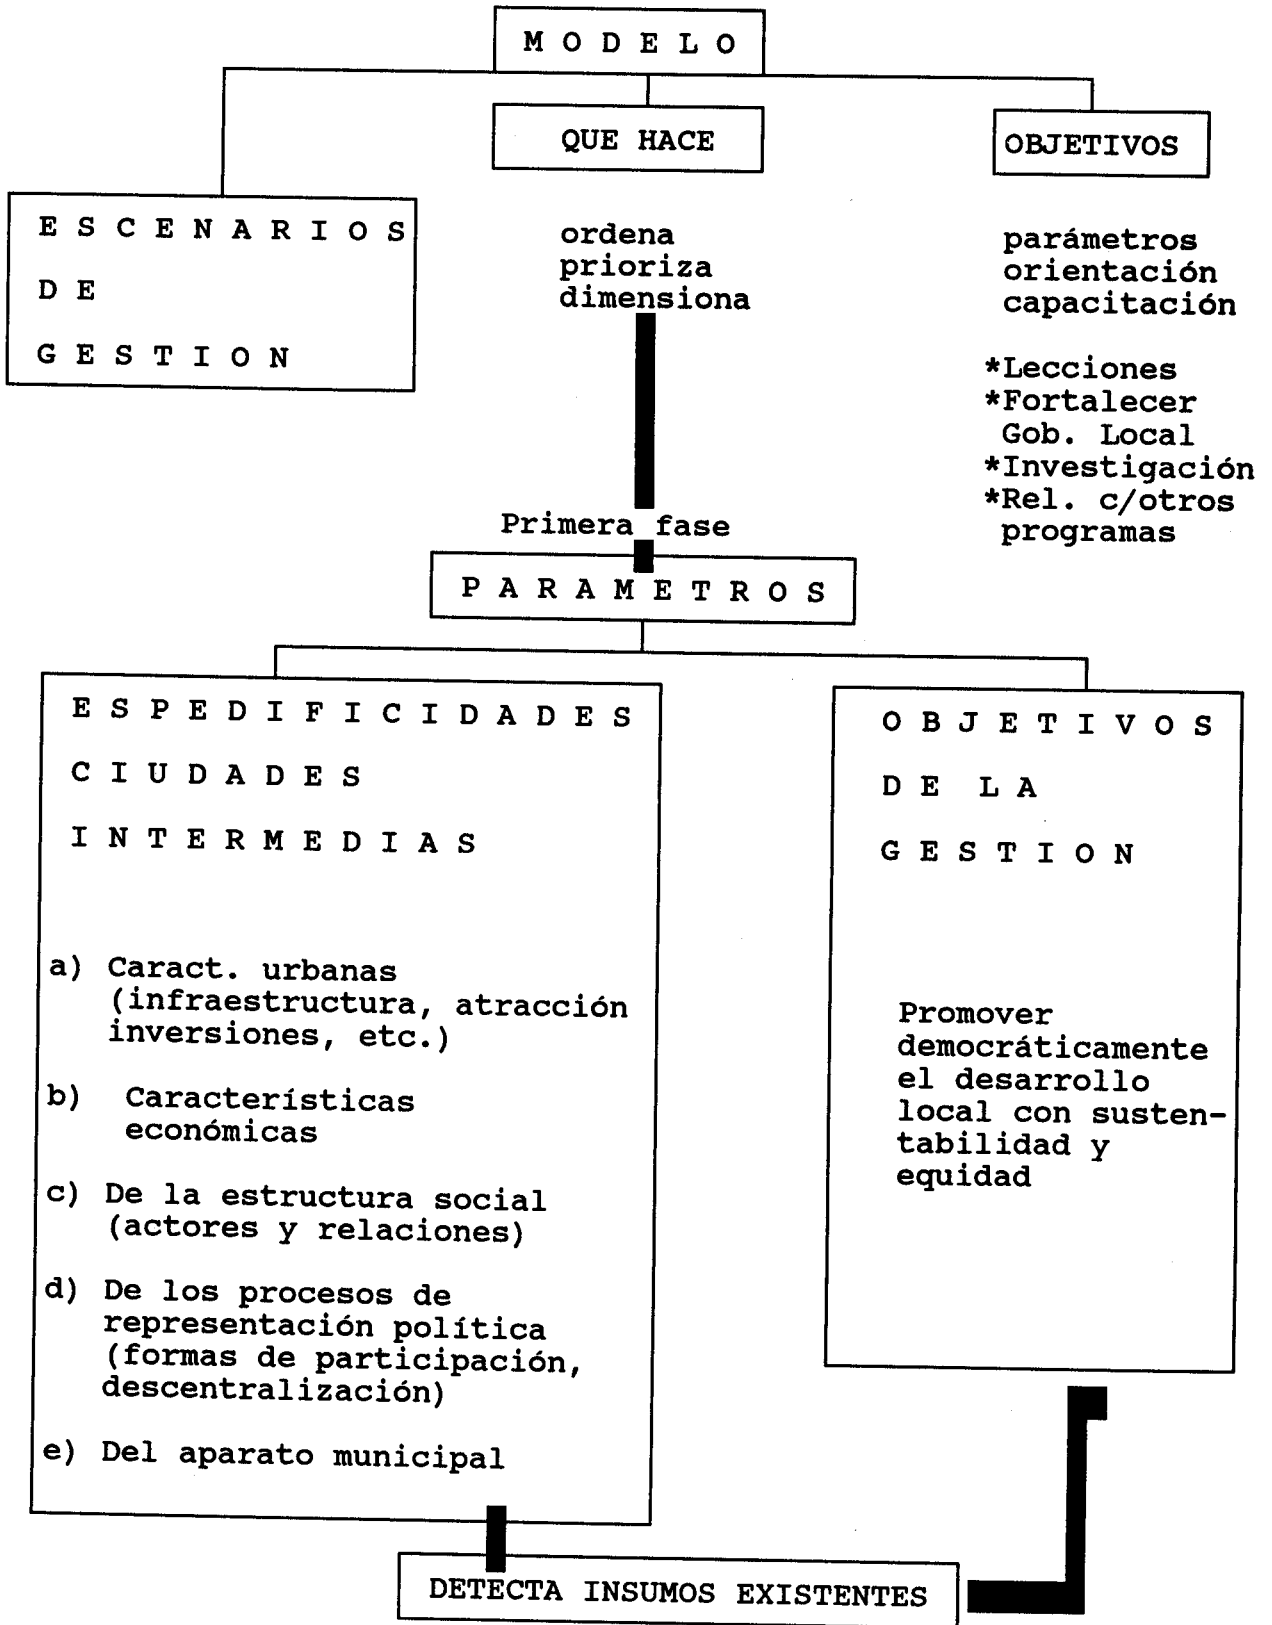 M O D E L O
QUE HACE
OBJETIVOS
E S C E N A R I O S
D E
G E S T I O N
ordena
prioriza
dimensiona
parámetros
orientación
capacitación
*Lecciones
*Fortalecer
Gob. Local
*Investigación
*Rel. c/otros
programas
Primera fase
P A R A M E T R O S
E S P E D I F I C I D A D E S
C I U D A D E S
I N T E R M E D I A S
a) Caract. urbanas
(infraestructura, atracción
inversiones, etc.)
b) Características
económicas
c) De la estructura social
(actores y relaciones)
d) De los procesos de
representación política
(formas de participación,
descentralización)
e) Del aparato municipal
O B J E T I V O S
D E L A
G E S T I O N
Promover
democráticamente
el desarrollo
local con susten-
tabilidad y
equidad
DETECTA INSUMOS EXISTENTES